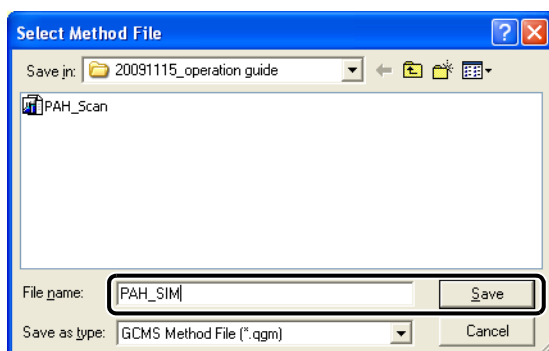 Select Method File
Save in: 20091115_operation guide
PAH_Scan
File name: PAH_SIM Save
Save as type: GCMS Method File (*.qgm) Cancel